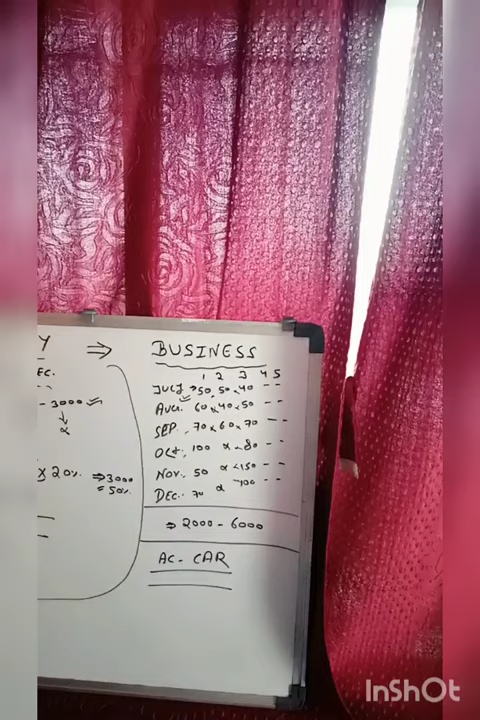 Y ⇒ BUSINESS
EC.
1 2 3 4 5
JULY → 50, 50, 40 - -
- 3000
AUG. 60 x 40 x 50 - -
↓
α
SEP. 70 x 60 x 70 - -
OCT. 100 x 80 - -
x 20% ⇒ 3000
= 50%
NOV. 50 α <150 - -
DEC. 70 α 100 - -
⇒ 2000 - 6000
AC - CAR
InShOt